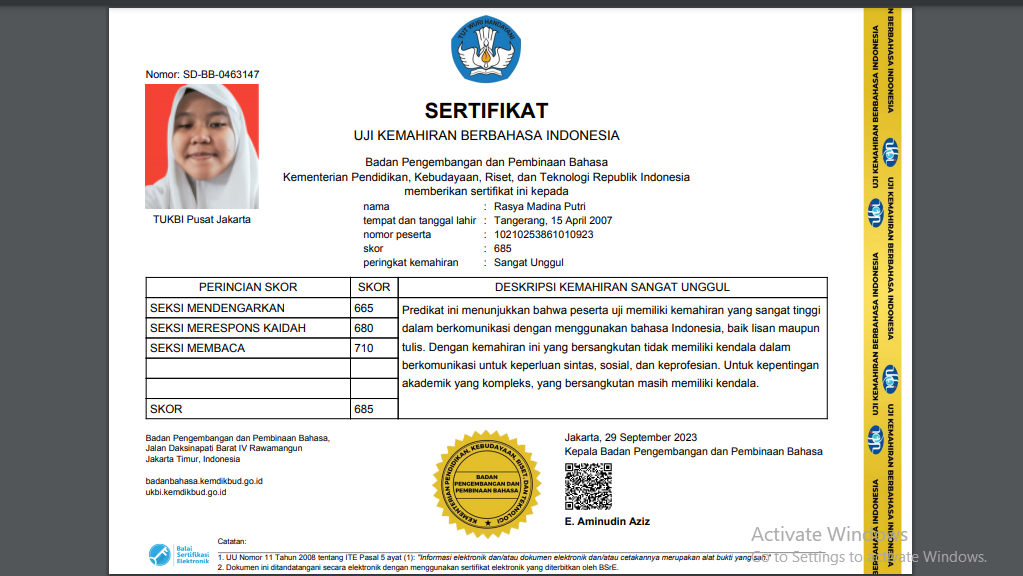 TUT WURI HANDAYANI
Nomor: SD-BB-0463147
SERTIFIKAT
UJI KEMAHIRAN BERBAHASA INDONESIA
Badan Pengembangan dan Pembinaan Bahasa
Kementerian Pendidikan, Kebudayaan, Riset, dan Teknologi Republik Indonesia
memberikan sertifikat ini kepada
TUKBI Pusat Jakarta
nama : Rasya Madina Putri
tempat dan tanggal lahir : Tangerang, 15 April 2007
nomor peserta : 10210253861010923
skor : 685
peringkat kemahiran : Sangat Unggul
PERINCIAN SKOR SKOR DESKRIPSI KEMAHIRAN SANGAT UNGGUL
SEKSI MENDENGARKAN 665
SEKSI MERESPONS KAIDAH 680
SEKSI MEMBACA 710
SKOR 685
Predikat ini menunjukkan bahwa peserta uji memiliki kemahiran yang sangat tinggi
dalam berkomunikasi dengan menggunakan bahasa Indonesia, baik lisan maupun
tulis. Dengan kemahiran ini yang bersangkutan tidak memiliki kendala dalam
berkomunikasi untuk keperluan sintas, sosial, dan keprofesian. Untuk kepentingan
akademik yang kompleks, yang bersangkutan masih memiliki kendala.
Badan Pengembangan dan Pembinaan Bahasa,
Jalan Daksinapati Barat IV Rawamangun
Jakarta Timur, Indonesia
badanbahasa.kemdikbud.go.id
ukbi.kemdikbud.go.id
KEMENTERIAN PENDIDIKAN, KEBUDAYAAN, RISET, DAN TEKNOLOGI
BADAN
PENGEMBANGAN DAN
PEMBINAAN BAHASA
Jakarta, 29 September 2023
Kepala Badan Pengembangan dan Pembinaan Bahasa
E. Aminudin Aziz
Balai
Sertifikasi
Elektronik
Catatan:
1. UU Nomor 11 Tahun 2008 tentang ITE Pasal 5 ayat (1): "Informasi elektronik dan/atau dokumen elektronik dan/atau cetakannya merupakan alat bukti yang sah."
2. Dokumen ini ditandatangani secara elektronik dengan menggunakan sertifikat elektronik yang diterbitkan oleh BSrE.
UJI KEMAHIRAN BERBAHASA INDONESIA
UJI KEMAHIRAN BERBAHASA INDONESIA
BERBAHASA INDONESIA
N BERBAHASA INDONESIA
UJI KEMAHIRAN BERBAHASA INDONESIA
UJI KEMAHIRAN BERBAHASA INDONESIA
Activate Windows
Go to Settings to activate Windows.